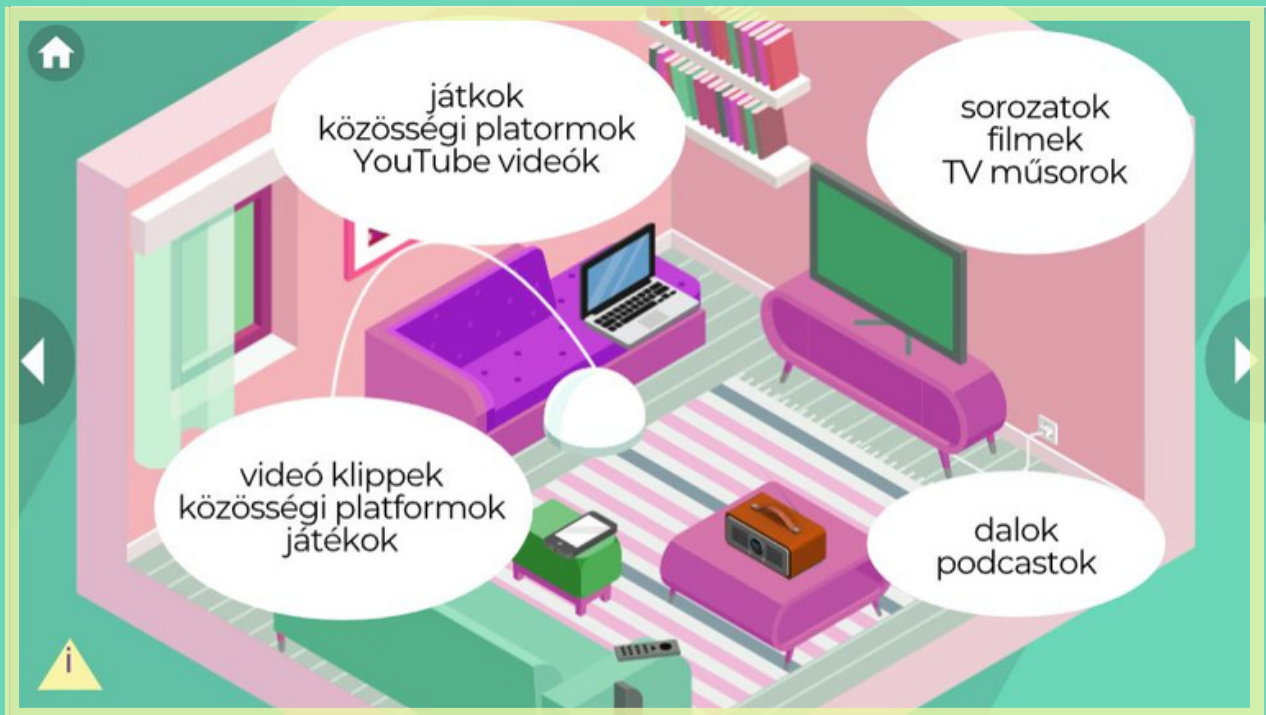 játkok
közösségi platormok
YouTube videók
sorozatok
filmek
TV műsorok
videó klippek
közösségi platformok
játékok
dalok
podcastok
i